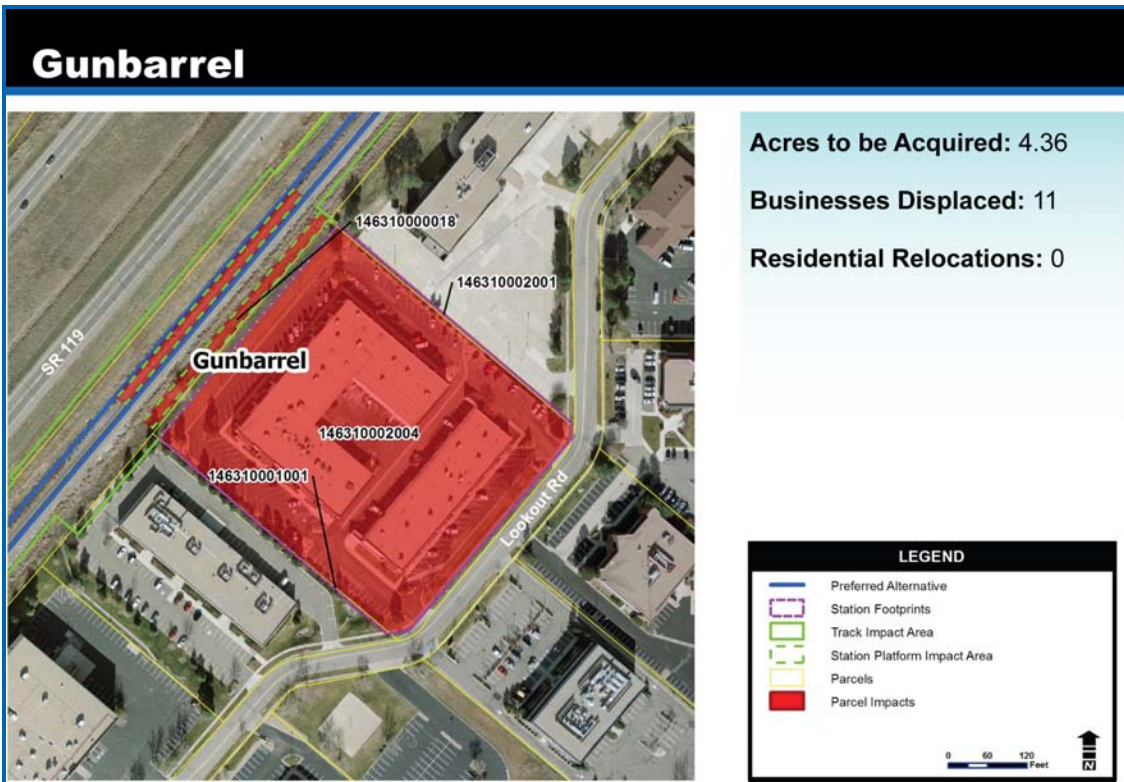 Gunbarrel
Acres to be Acquired: 4.36
Businesses Displaced: 11
Residential Relocations: 0
146310000018
146310002001
SR 119
Gunbarrel
146310002004
146310001001
Lookout Rd
LEGEND
Preferred Alternative
Station Footprints
Track Impact Area
Station Platform Impact Area
Parcels
Parcel Impacts
0 60 120
Feet
N